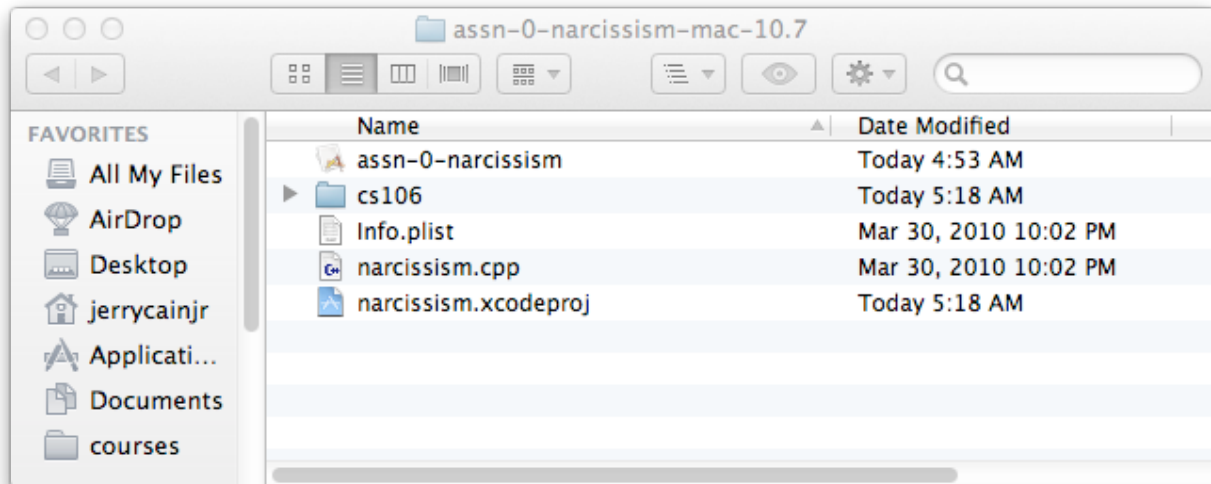 assn-0-narcissism-mac-10.7
FAVORITES
All My Files
AirDrop
Desktop
jerrycainjr
Applicati...
Documents
courses
Name Date Modified
assn-0-narcissism Today 4:53 AM
cs106 Today 5:18 AM
Info.plist Mar 30, 2010 10:02 PM
narcissism.cpp Mar 30, 2010 10:02 PM
narcissism.xcodeproj Today 5:18 AM